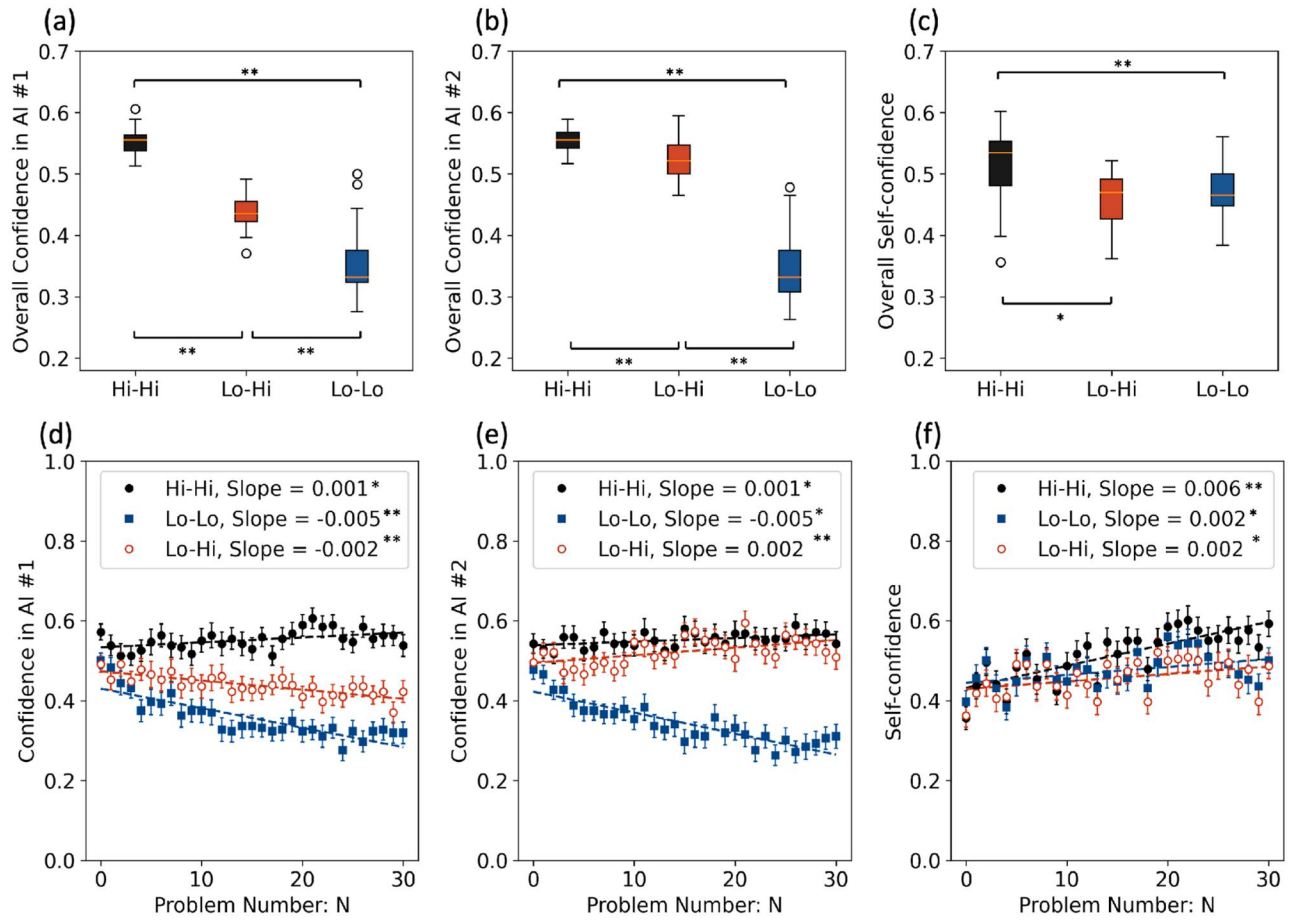 (a)
(b)
(c)
Overall Confidence in AI #1
0.7
0.6
0.5
0.4
0.3
0.2
**
**
**
Hi-Hi
Lo-Hi
Lo-Lo
Overall Confidence in AI #2
0.7
0.6
0.5
0.4
0.3
0.2
**
**
**
Hi-Hi
Lo-Hi
Lo-Lo
Overall Self-confidence
0.7
0.6
0.5
0.4
0.3
0.2
**
*
Hi-Hi
Lo-Hi
Lo-Lo
(d)
(e)
(f)
Confidence in AI #1
1.0
0.8
0.6
0.4
0.2
0.0
Hi-Hi, Slope = 0.001*
Lo-Lo, Slope = -0.005**
Lo-Hi, Slope = -0.002**
0
10
20
30
Problem Number: N
Confidence in AI #2
1.0
0.8
0.6
0.4
0.2
0.0
Hi-Hi, Slope = 0.001*
Lo-Lo, Slope = -0.005*
Lo-Hi, Slope = 0.002 **
0
10
20
30
Problem Number: N
Self-confidence
1.0
0.8
0.6
0.4
0.2
0.0
Hi-Hi, Slope = 0.006**
Lo-Lo, Slope = 0.002*
Lo-Hi, Slope = 0.002 *
0
10
20
30
Problem Number: N